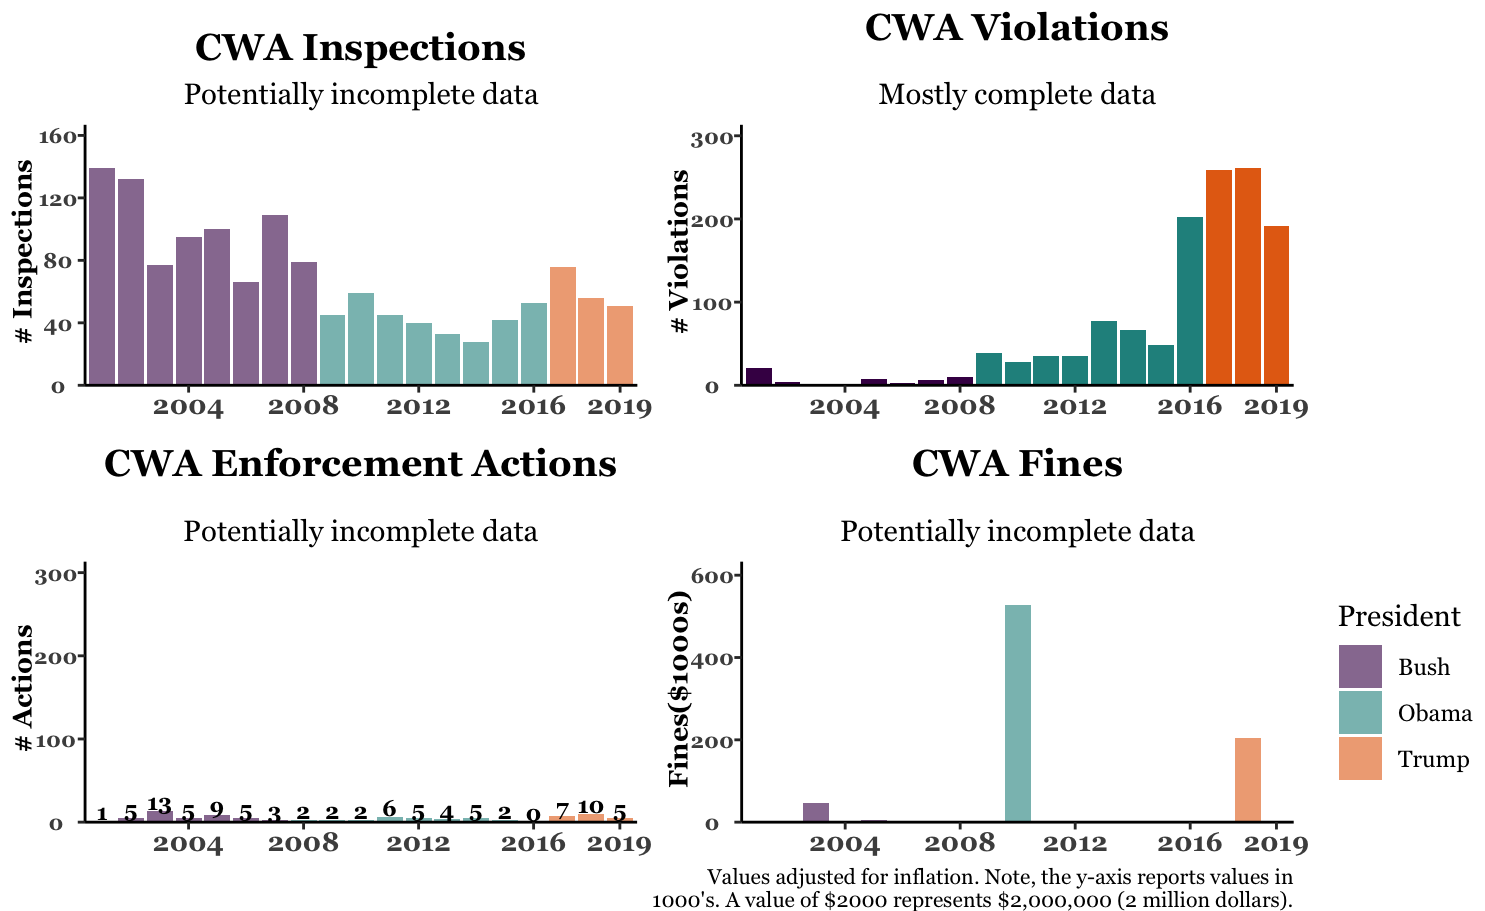 CWA Inspections
Potentially incomplete data
# Inspections
160
120
80
40
0
2004 2008 2012 2016 2019
CWA Violations
Mostly complete data
# Violations
300
200
100
0
2004 2008 2012 2016 2019
CWA Enforcement Actions
Potentially incomplete data
# Actions
300
200
100
0
1 5 13 5 9 5 3 2 2 2 6 5 4 5 2 0 7 10 5
2004 2008 2012 2016 2019
CWA Fines
Potentially incomplete data
Fines($1000s)
600
400
200
0
2004 2008 2012 2016 2019
President
Bush
Obama
Trump
Values adjusted for inflation. Note, the y-axis reports values in
1000's. A value of $2000 represents $2,000,000 (2 million dollars).